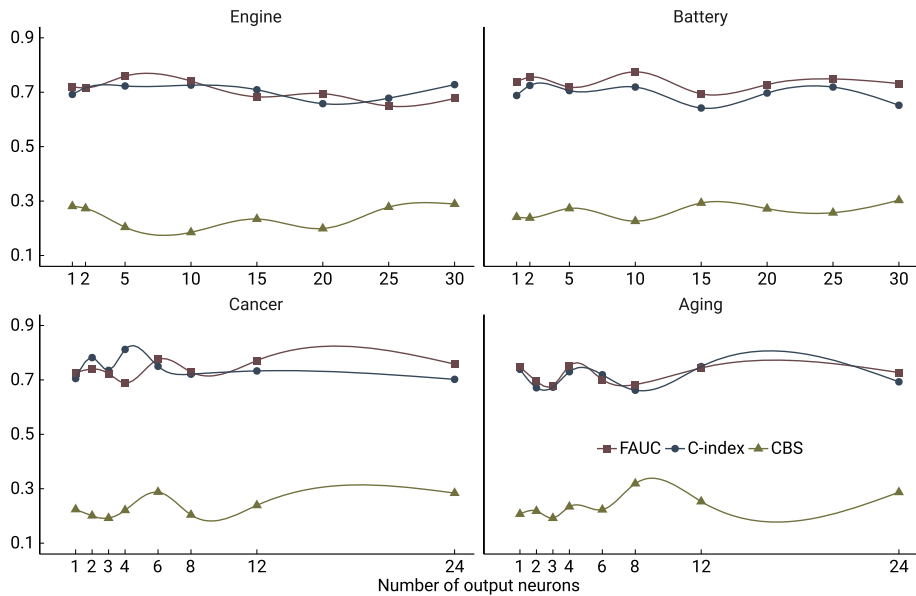 Engine Battery
0.9
0.7
0.5
0.3
0.1
1 2 5 10 15 20 25 30 1 2 5 10 15 20 25 30
Cancer Aging
0.9
0.7
0.5
FAUC C-index CBS
0.3
0.1
1 2 3 4 6 8 12 24 1 2 3 4 6 8 12 24
Number of output neurons